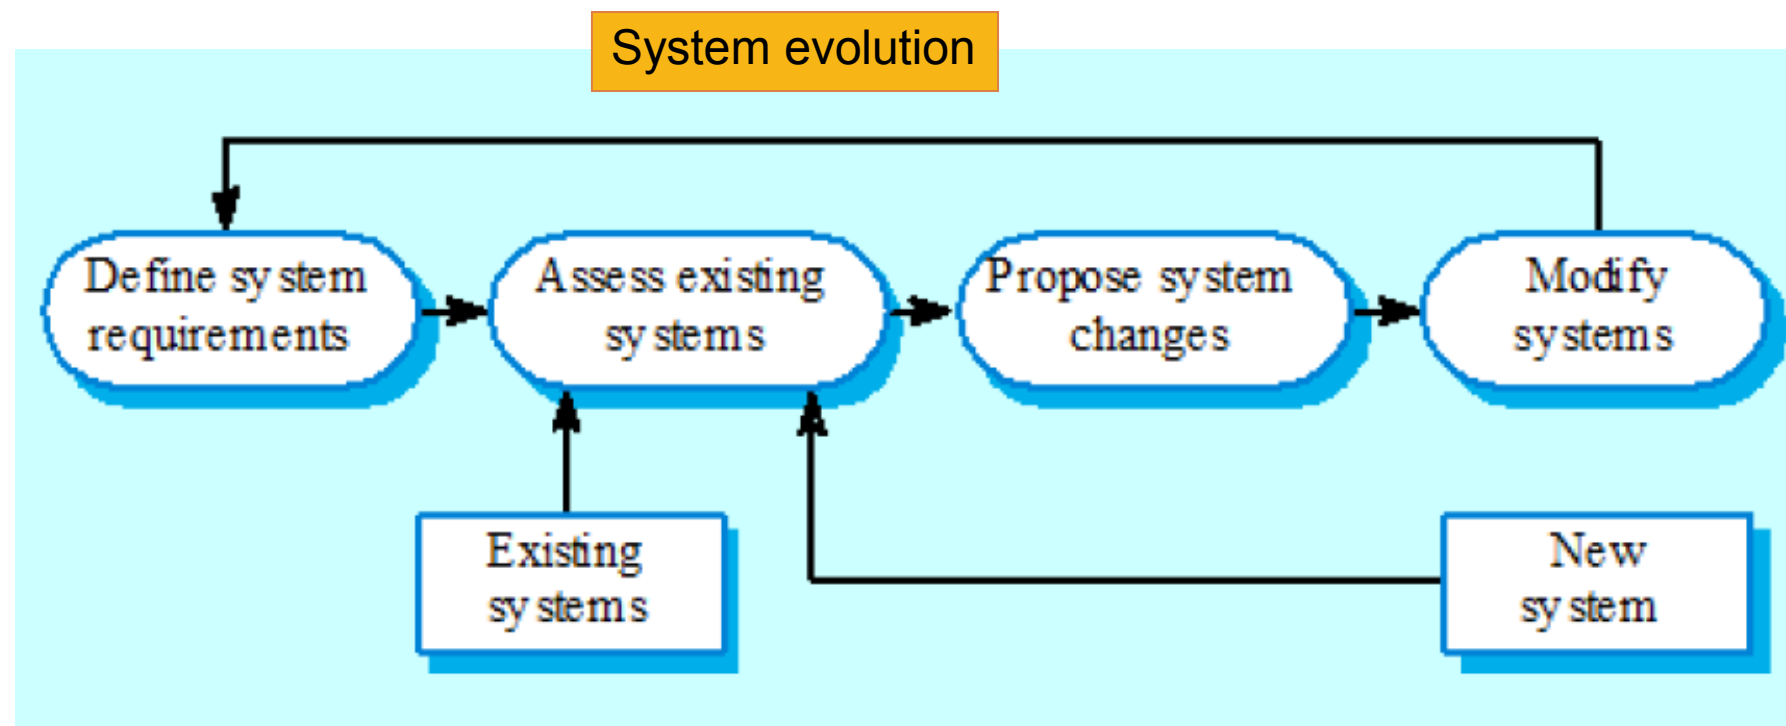 System evolution
Define system
requirements
Assess existing
systems
Propose system
changes
Modify
systems
Existing
systems
New
system